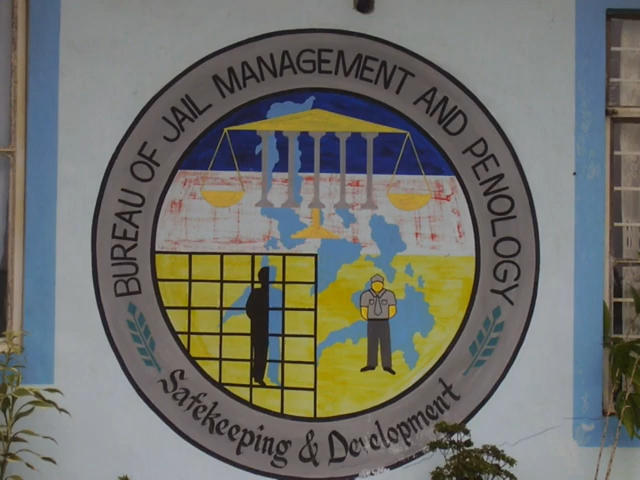 BUREAU OF JAIL MANAGEMENT AND PENOLOGY
Safekeeping & Development